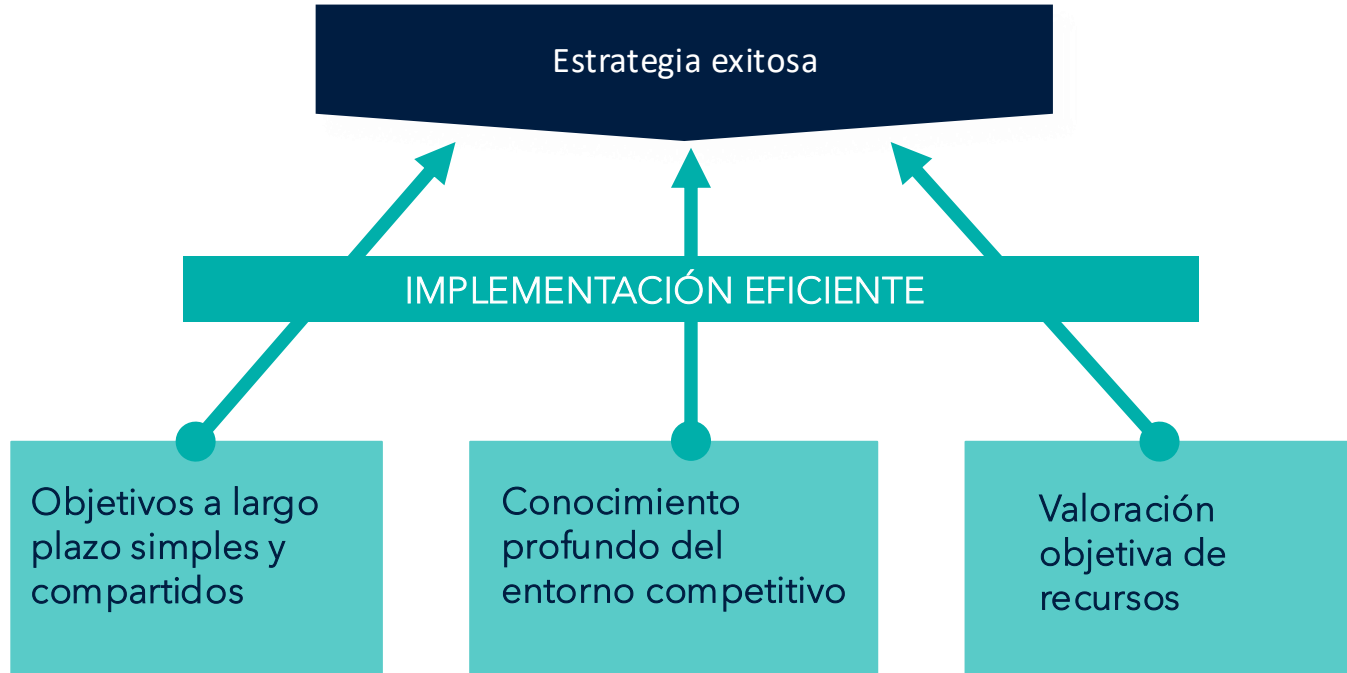 Estrategia exitosa
IMPLEMENTACIÓN EFICIENTE
Objetivos a largo
plazo simples y
compartidos
Conocimiento
profundo del
entorno competitivo
Valoración
objetiva de
recursos